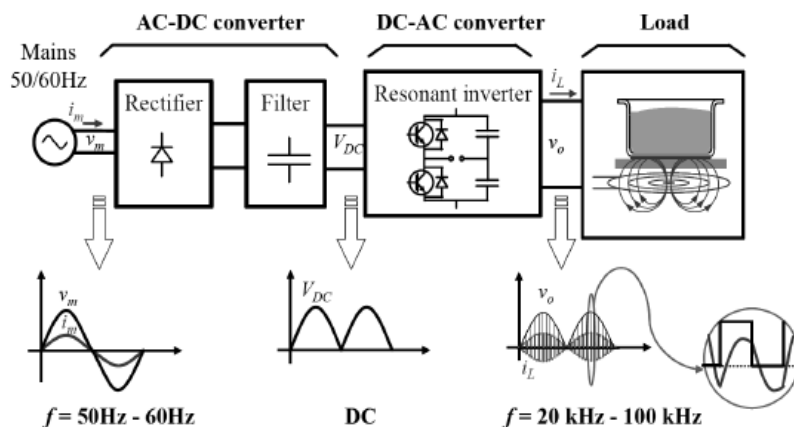 AC-DC converter
DC-AC converter
Load
Mains
50/60Hz
i_m
v_m
Rectifier
Filter
V_DC
Resonant inverter
i_L
v_o
v_m
i_m
V_DC
v_o
i_L
f = 50Hz - 60Hz
DC
f = 20 kHz - 100 kHz